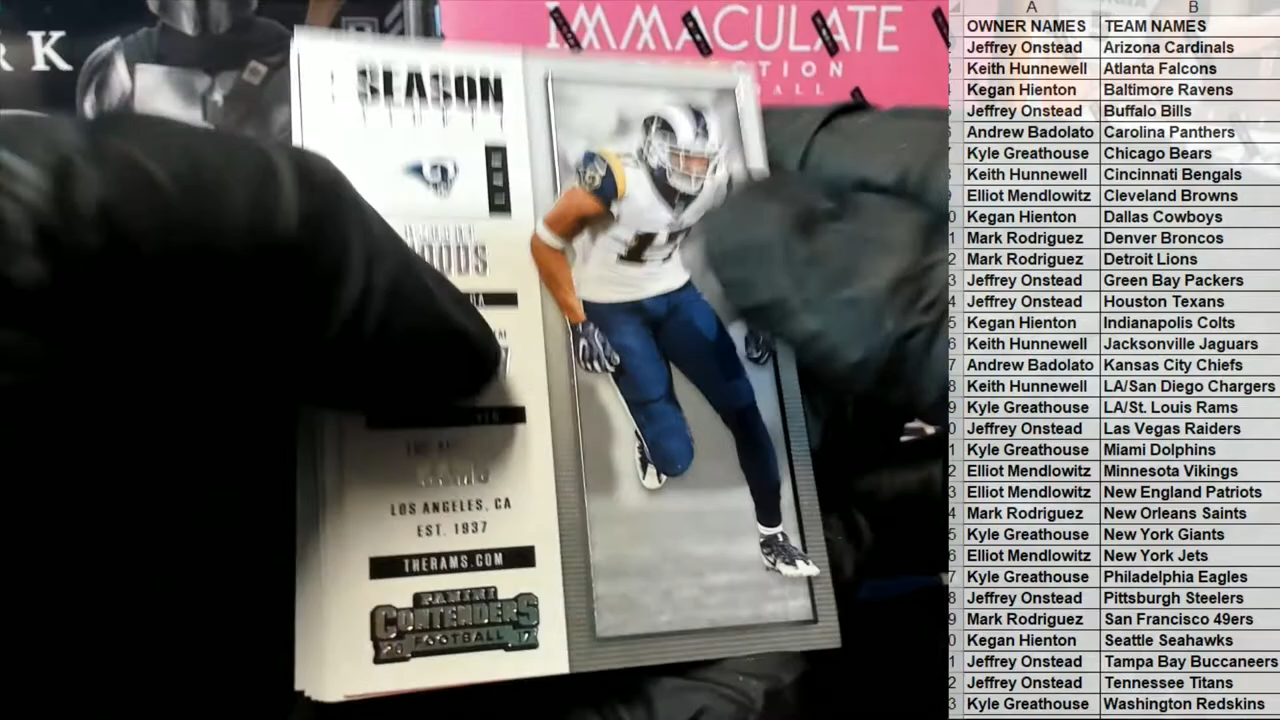 RK
IMMACULATE
SEASON
LOS ANGELES, CA
EST. 1937
THERAMS.COM
PANINI
CONTENDERS
FOOTBALL
20 17
A B
OWNER NAMES TEAM NAMES
Jeffrey Onstead Arizona Cardinals
Keith Hunnewell Atlanta Falcons
Kegan Hienton Baltimore Ravens
Jeffrey Onstead Buffalo Bills
Andrew Badolato Carolina Panthers
Kyle Greathouse Chicago Bears
Keith Hunnewell Cincinnati Bengals
Elliot Mendlowitz Cleveland Browns
Kegan Hienton Dallas Cowboys
Mark Rodriguez Denver Broncos
Mark Rodriguez Detroit Lions
Jeffrey Onstead Green Bay Packers
Jeffrey Onstead Houston Texans
Kegan Hienton Indianapolis Colts
Keith Hunnewell Jacksonville Jaguars
Andrew Badolato Kansas City Chiefs
Keith Hunnewell LA/San Diego Chargers
Kyle Greathouse LA/St. Louis Rams
Jeffrey Onstead Las Vegas Raiders
Kyle Greathouse Miami Dolphins
Elliot Mendlowitz Minnesota Vikings
Elliot Mendlowitz New England Patriots
Mark Rodriguez New Orleans Saints
Kyle Greathouse New York Giants
Elliot Mendlowitz New York Jets
Kyle Greathouse Philadelphia Eagles
Jeffrey Onstead Pittsburgh Steelers
Mark Rodriguez San Francisco 49ers
Kegan Hienton Seattle Seahawks
Jeffrey Onstead Tampa Bay Buccaneers
Jeffrey Onstead Tennessee Titans
Kyle Greathouse Washington Redskins